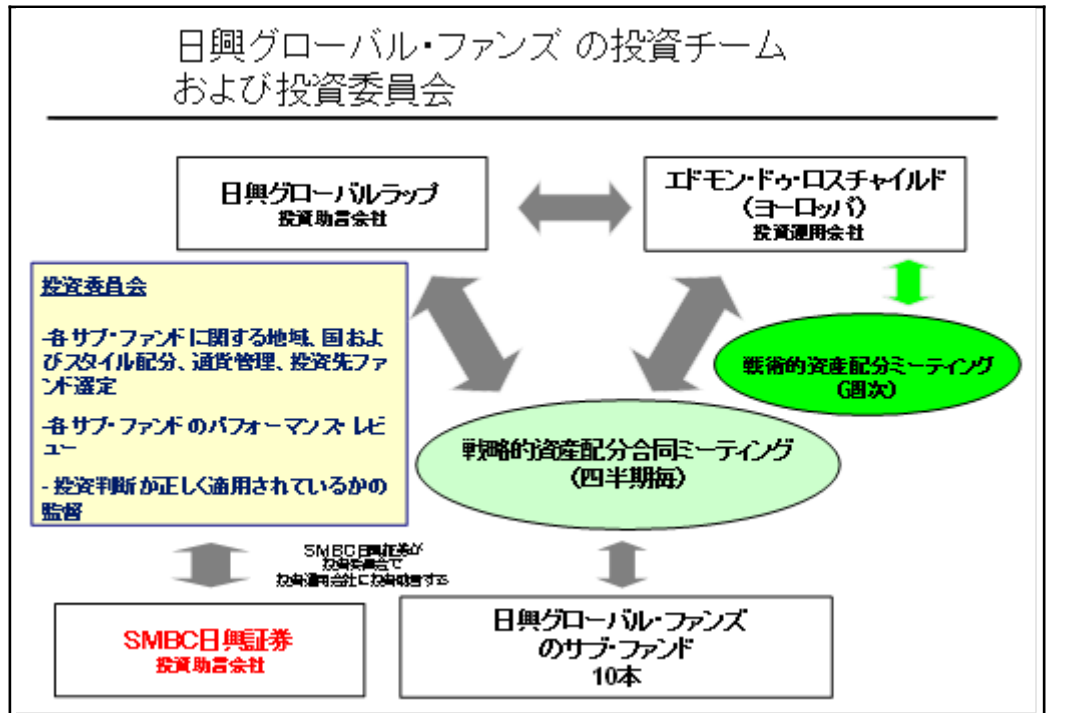 日興グローバル・ファンズ の投資チーム
および投資委員会
日興グローバルラップ
投資助言会社
エドモン・ドゥ・ロスチャイルド
(ヨーロッパ)
投資運用会社
投資委員会
-各サブ・ファンドに関する地域、国およ
びスタイル配分、通貨管理、投資先ファ
ンド選定
-各サブ・ファンドのパフォーマンス・レビ
ュー
- 投資判断が正しく適用されているかの
監督
戦術的資産配分ミーティング
(週次)
戦略的資産配分合同ミーティング
(四半期毎)
SMBC日興証券が
投資委員会で
投資運用会社に投資助言する
SMBC日興証券
投資助言会社
日興グローバル・ファンズ
のサブ・ファンド
10本